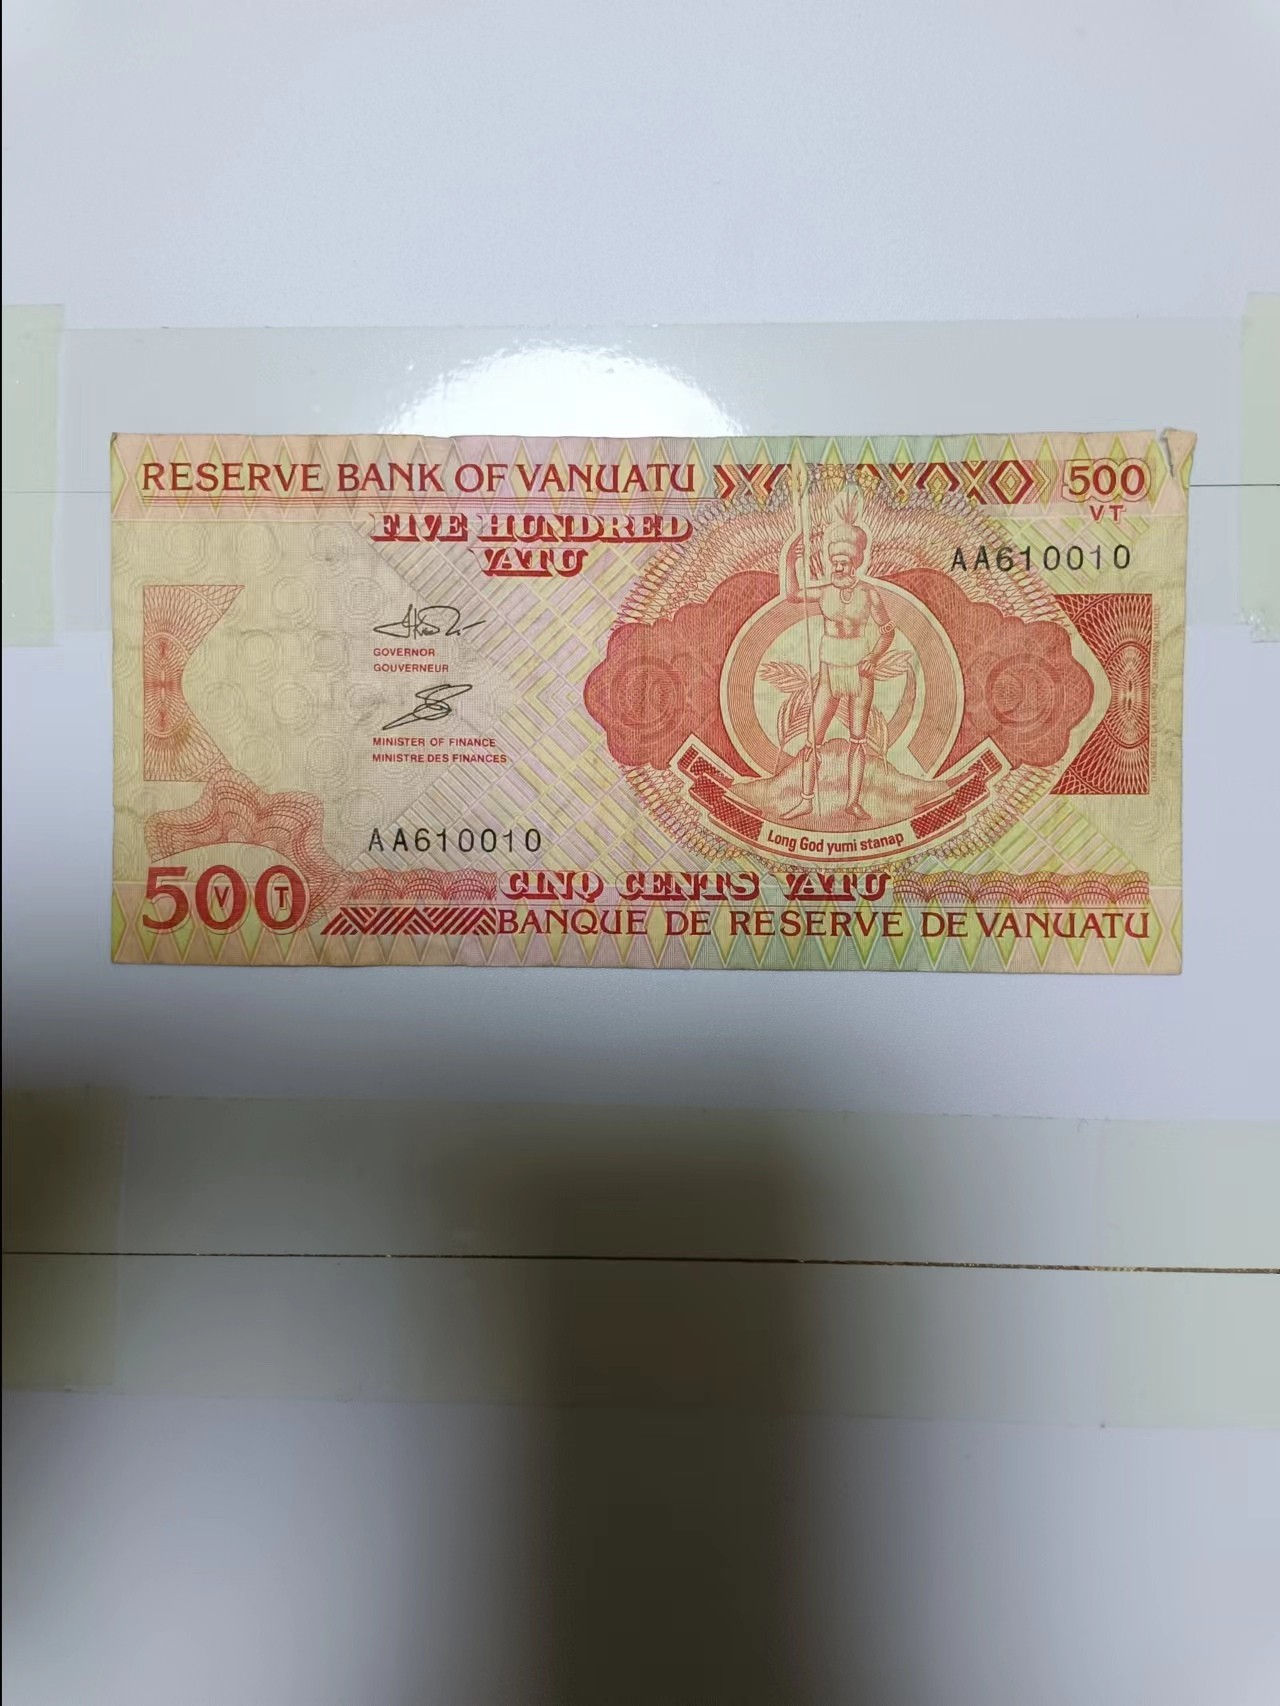 RESERVE BANK OF VANUATU
500
VT
FIVE HUNDRED
VATU
AA610010
GOVERNOR
GOUVERNEUR
MINISTER OF FINANCE
MINISTRE DES FINANCES
AA610010
Long God yumi stanap
500
V T
CINQ CENTS VATU
BANQUE DE RESERVE DE VANUATU